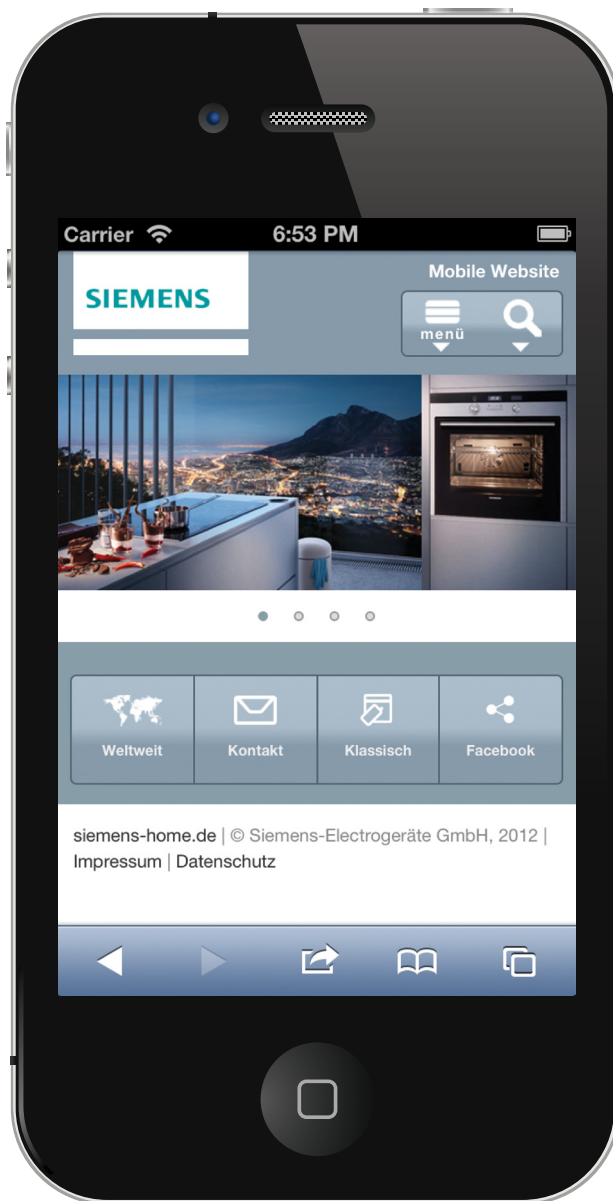 Carrier 6:53 PM
SIEMENS
Mobile Website
menü
Weltweit Kontakt Klassisch Facebook
siemens-home.de | © Siemens-Electrogeräte GmbH, 2012 |
Impressum | Datenschutz